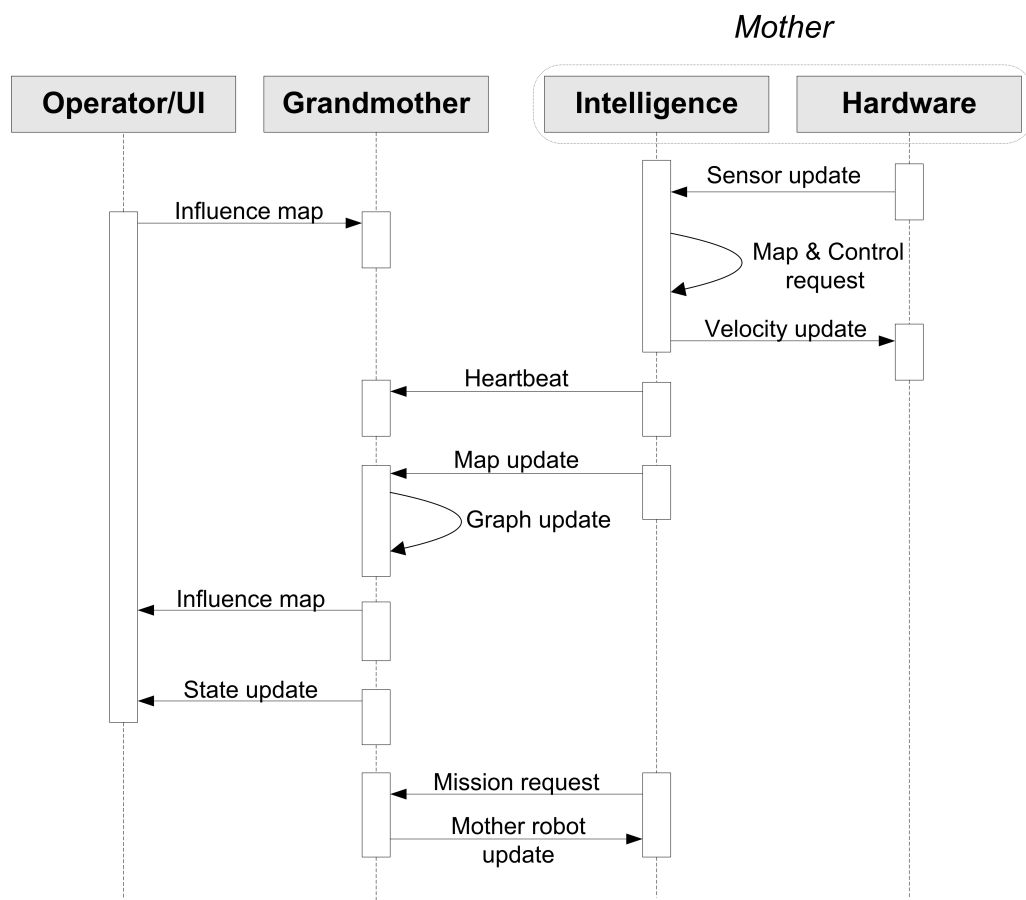 Mother
Operator/UI
Grandmother
Intelligence
Hardware
Sensor update
Influence map
Map & Control
request
Velocity update
Heartbeat
Map update
Graph update
Influence map
State update
Mission request
Mother robot
update